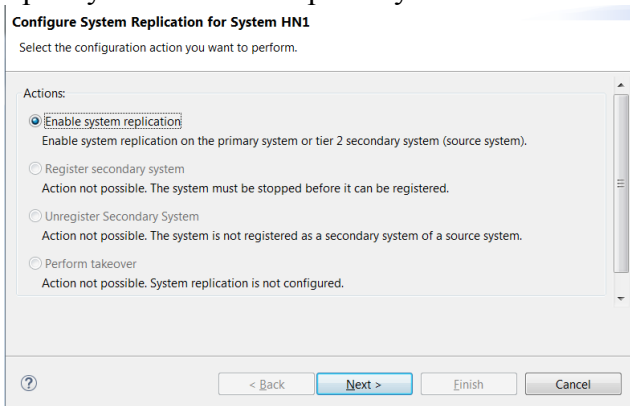 Configure System Replication for System HN1
Select the configuration action you want to perform.
Actions:
Enable system replication
Enable system replication on the primary system or tier 2 secondary system (source system).
Register secondary system
Action not possible. The system must be stopped before it can be registered.
Unregister Secondary System
Action not possible. The system is not registered as a secondary system of a source system.
Perform takeover
Action not possible. System replication is not configured.
?
< Back
Next >
Finish
Cancel